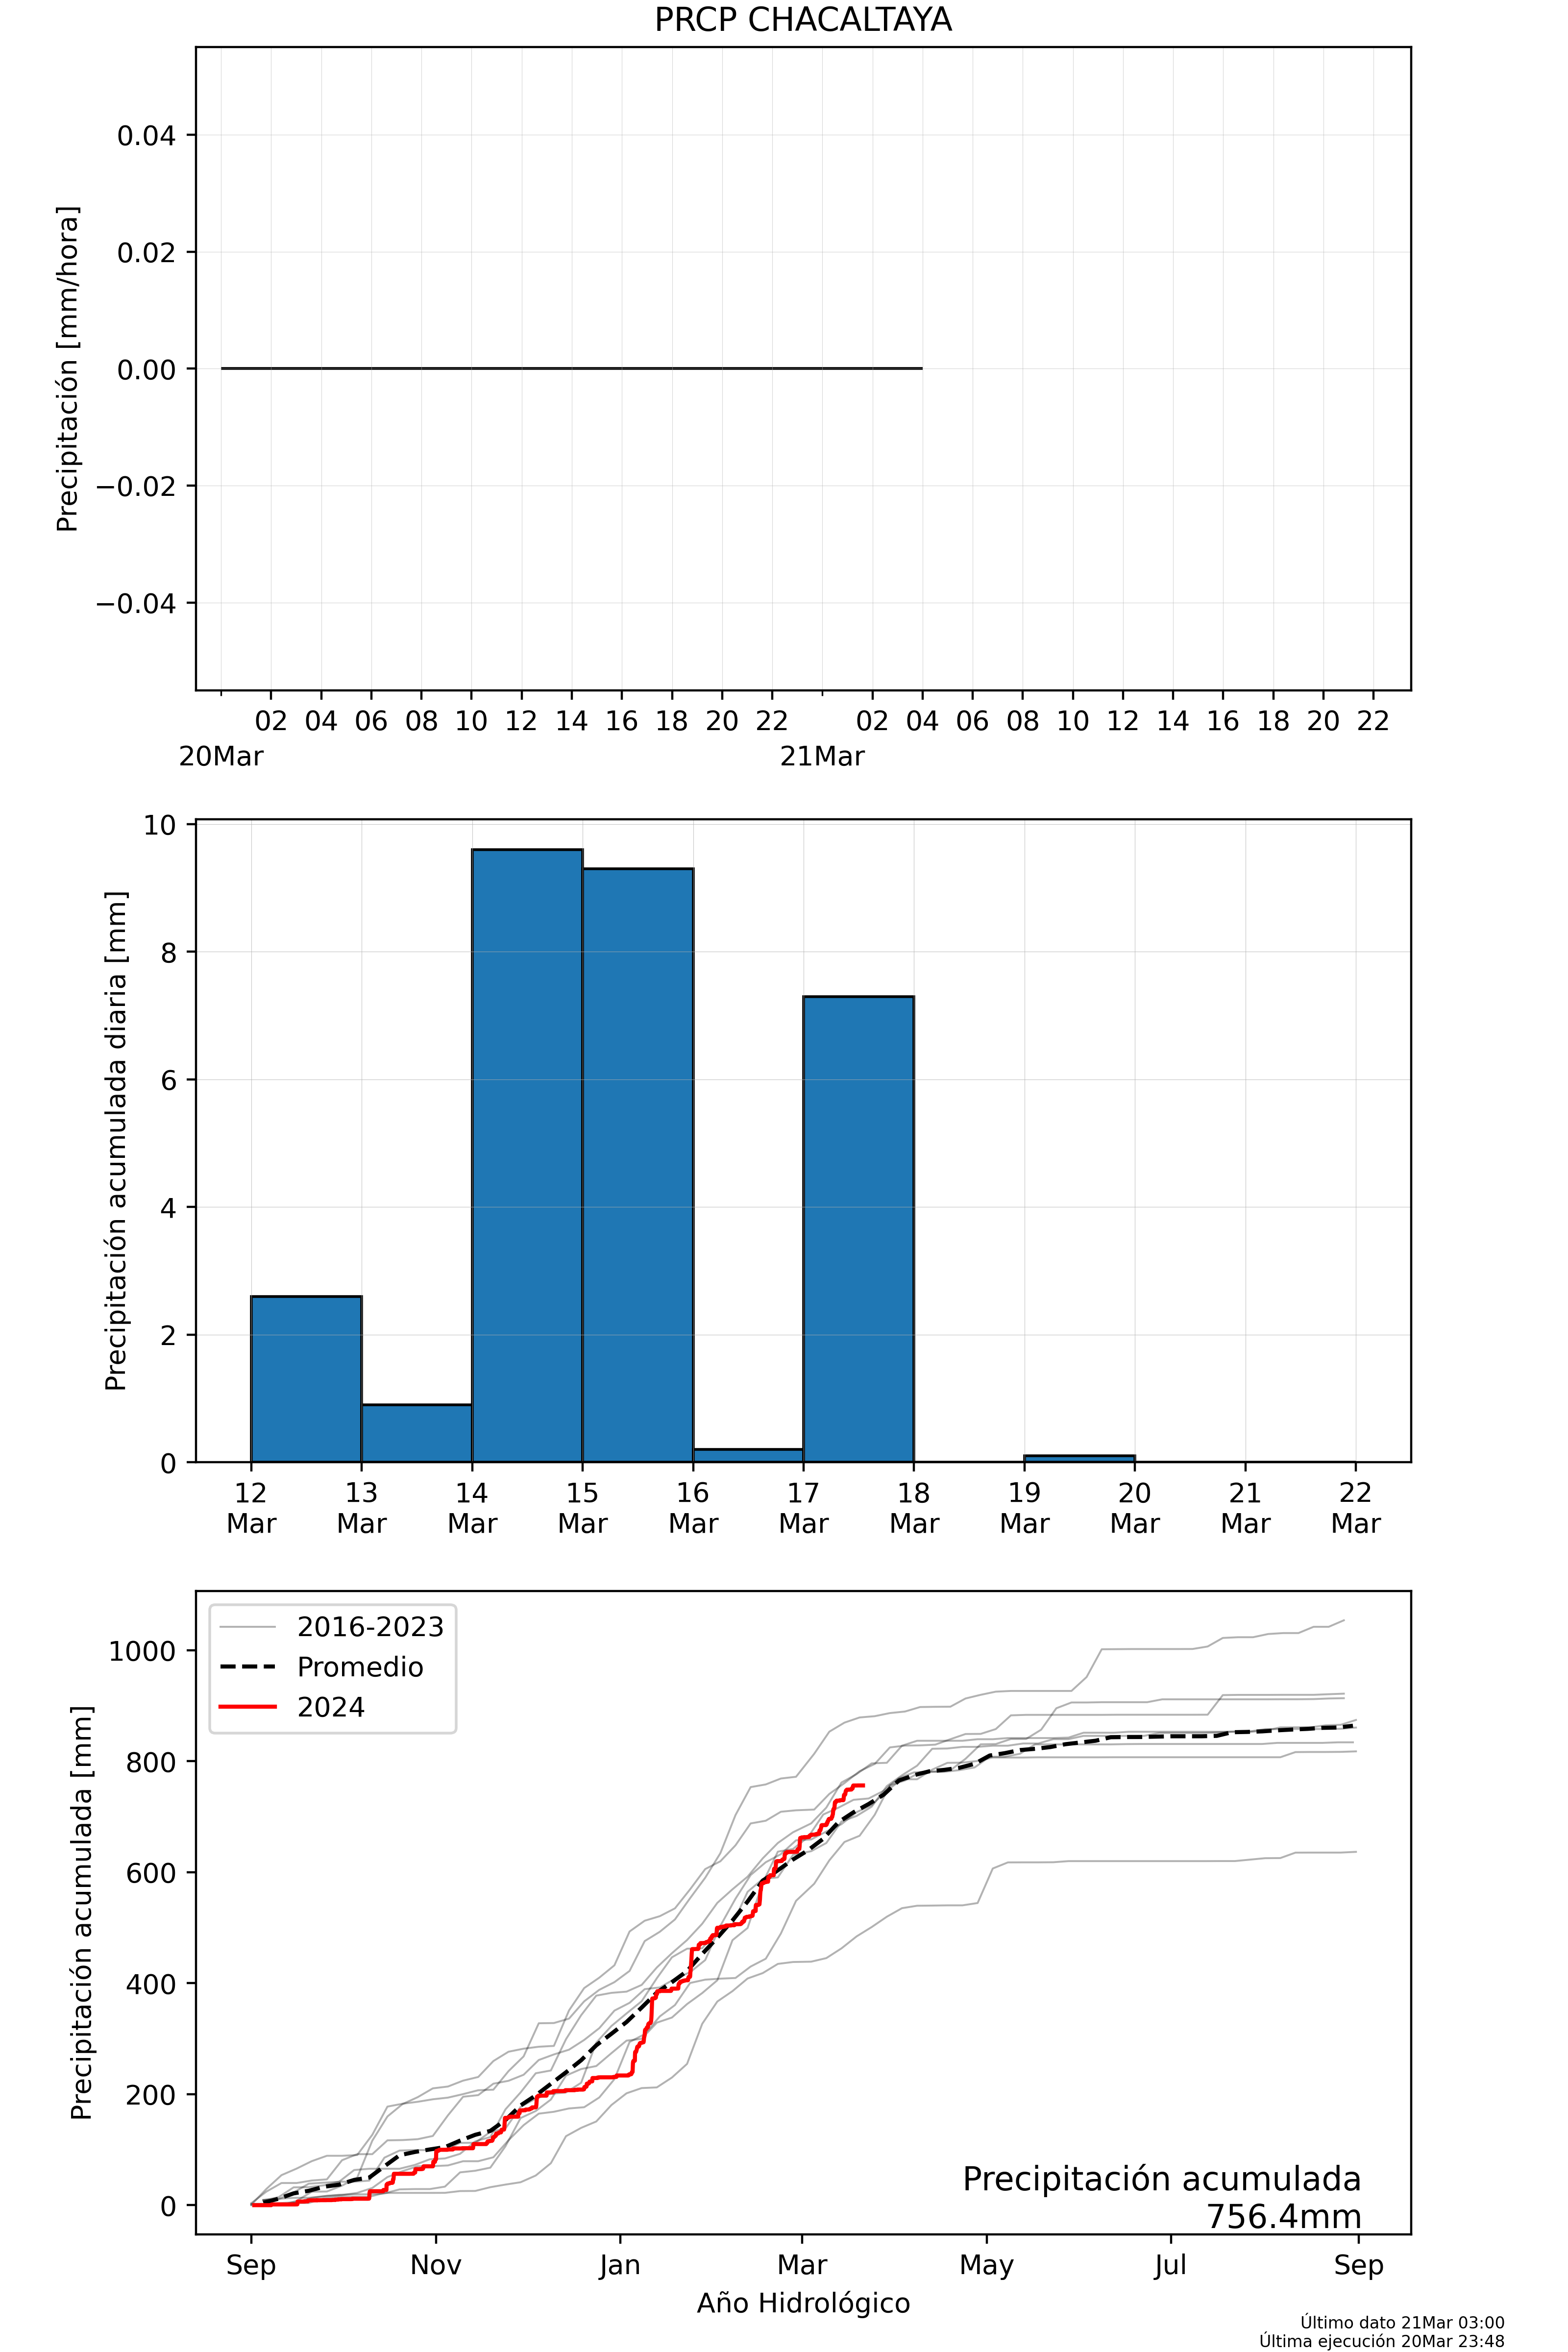 PRCP CHACALTAYA
Precipitación [mm/hora]
0.04
0.02
0.00
−0.02
−0.04
02 04 06 08 10 12 14 16 18 20 22 02 04 06 08 10 12 14 16 18 20 22
20Mar 21Mar
Precipitación acumulada diaria [mm]
10
8
6
4
2
0
12 13 14 15 16 17 18 19 20 21 22
Mar Mar Mar Mar Mar Mar Mar Mar Mar Mar Mar
Precipitación acumulada [mm]
1000
800
600
400
200
0
2016-2023
Promedio
2024
Precipitación acumulada
756.4mm
Sep Nov Jan Mar May Jul Sep
Año Hidrológico
Último dato 21Mar 03:00
Última ejecución 20Mar 23:48